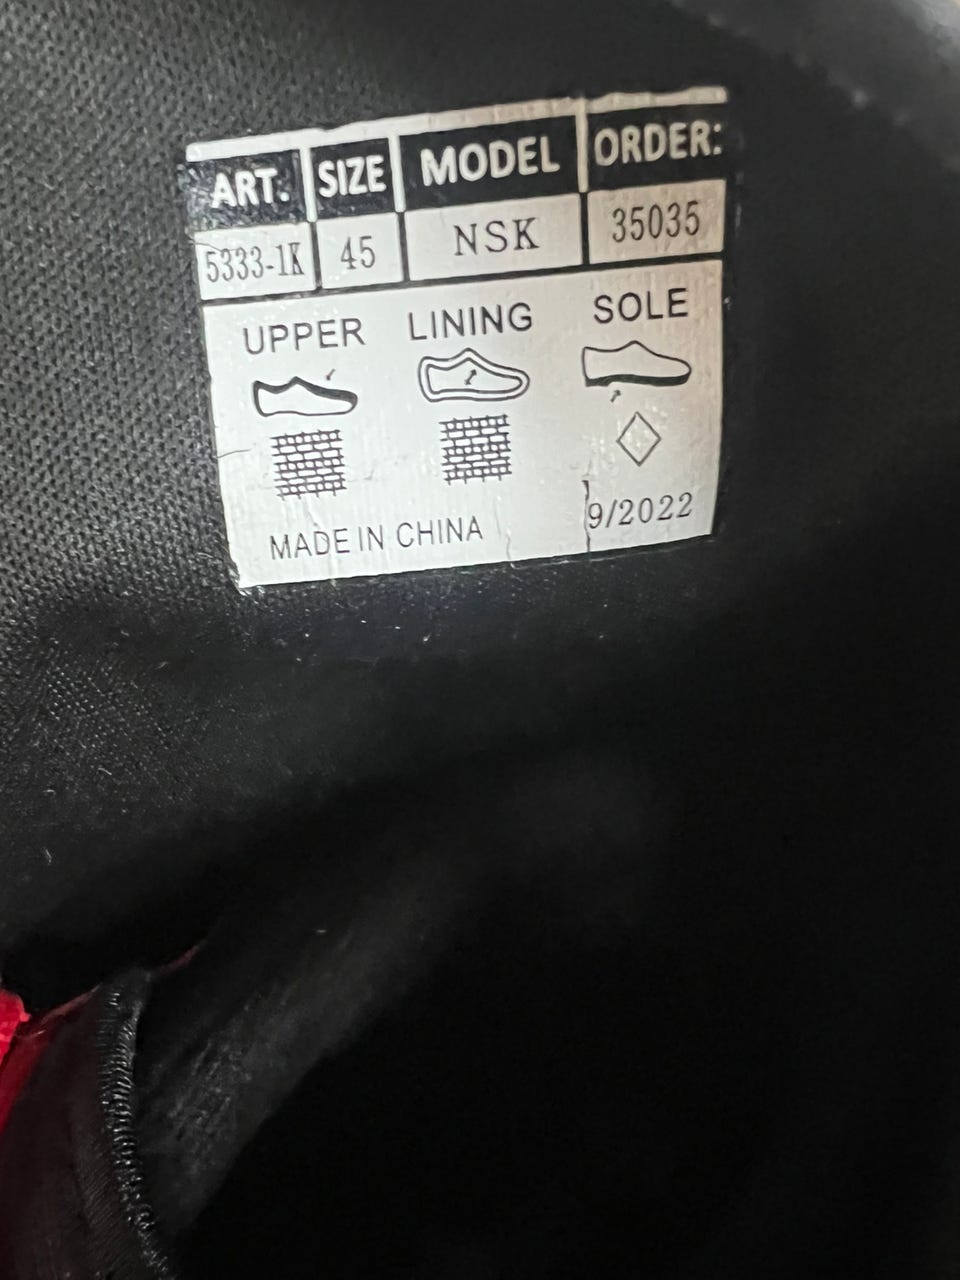 ART. SIZE MODEL ORDER:
5333-1K 45 NSK 35035
UPPER LINING SOLE
MADE IN CHINA 9/2022